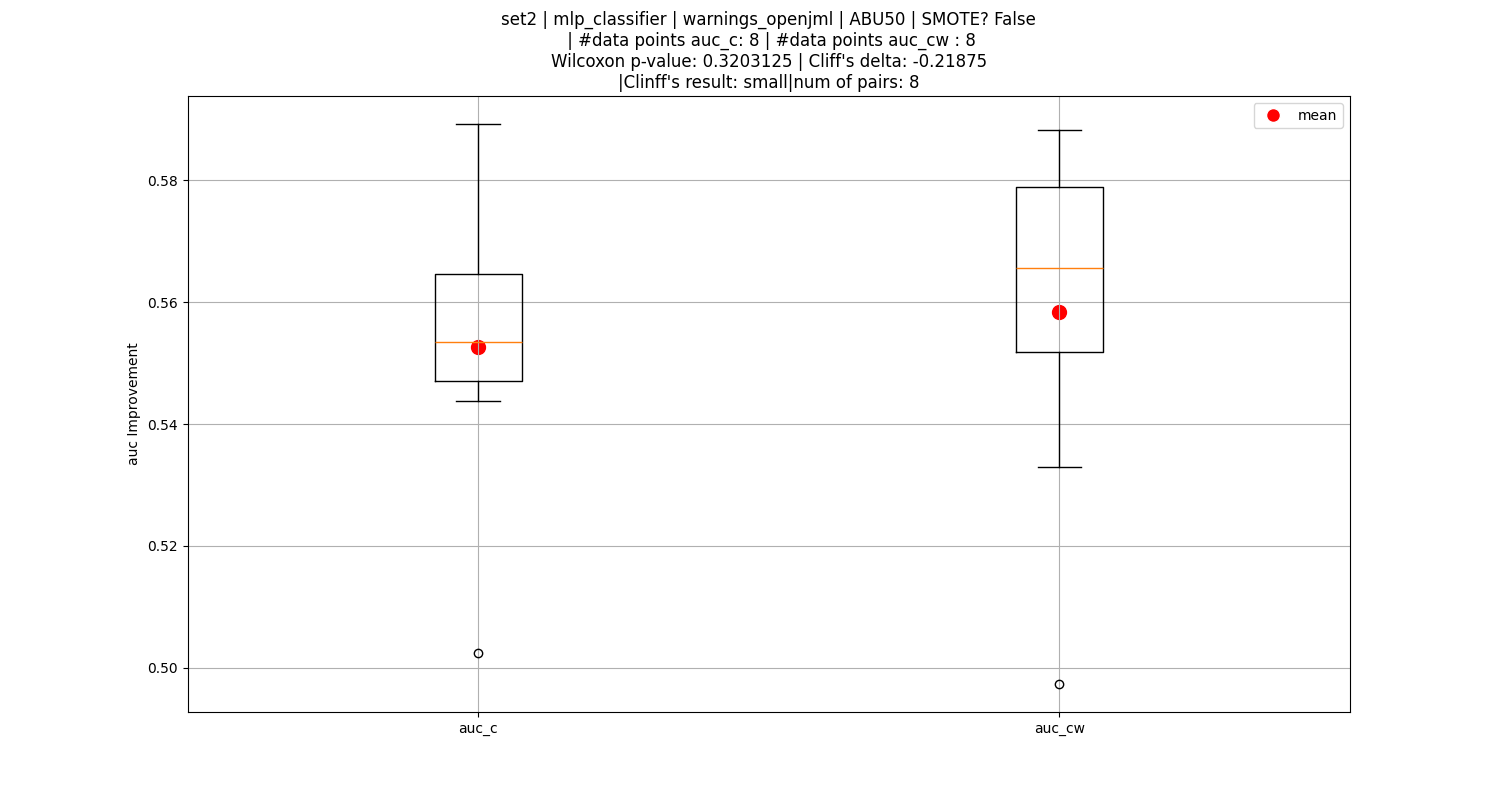 set2 | mlp_classifier | warnings_openjml | ABU50 | SMOTE? False
| #data points auc_c: 8 | #data points auc_cw : 8
Wilcoxon p-value: 0.3203125 | Cliff's delta: -0.21875
|Clinff's result: small|num of pairs: 8
mean
0.58
0.56
0.54
0.52
0.50
auc Improvement
auc_c
auc_cw